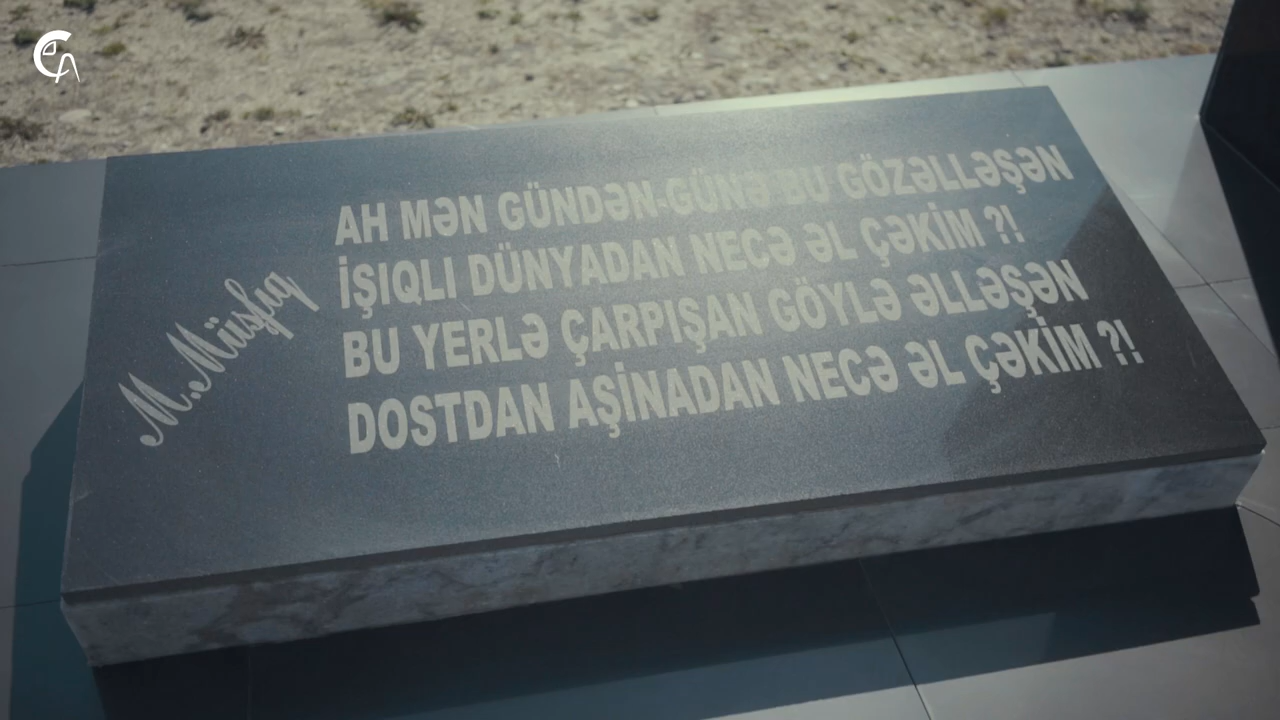 M.Müşfiq
AH MƏN GÜNDƏN-GÜNƏ BU GÖZƏLLƏŞƏN
İŞIQLI DÜNYADAN NECƏ ƏL ÇƏKİM ?!
BU YERLƏ ÇARPIŞAN GÖYLƏ ƏLLƏŞƏN
DOSTDAN AŞİNADAN NECƏ ƏL ÇƏKİM ?!